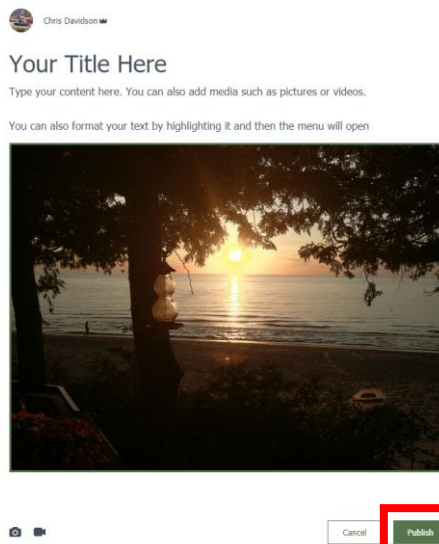 Chris Davidson
Your Title Here
Type your content here. You can also add media such as pictures or videos.
You can also format your text by highlighting it and then the menu will open
Cancel
Publish